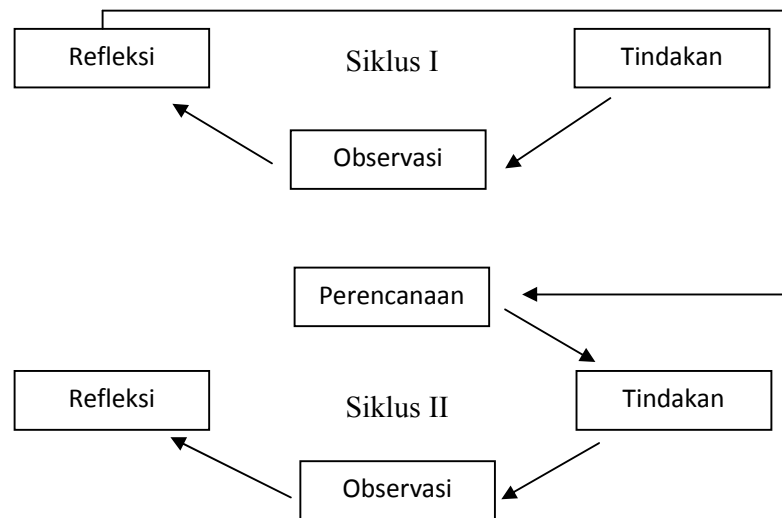 Refleksi
Siklus I
Tindakan
Observasi
Perencanaan
Refleksi
Siklus II
Tindakan
Observasi